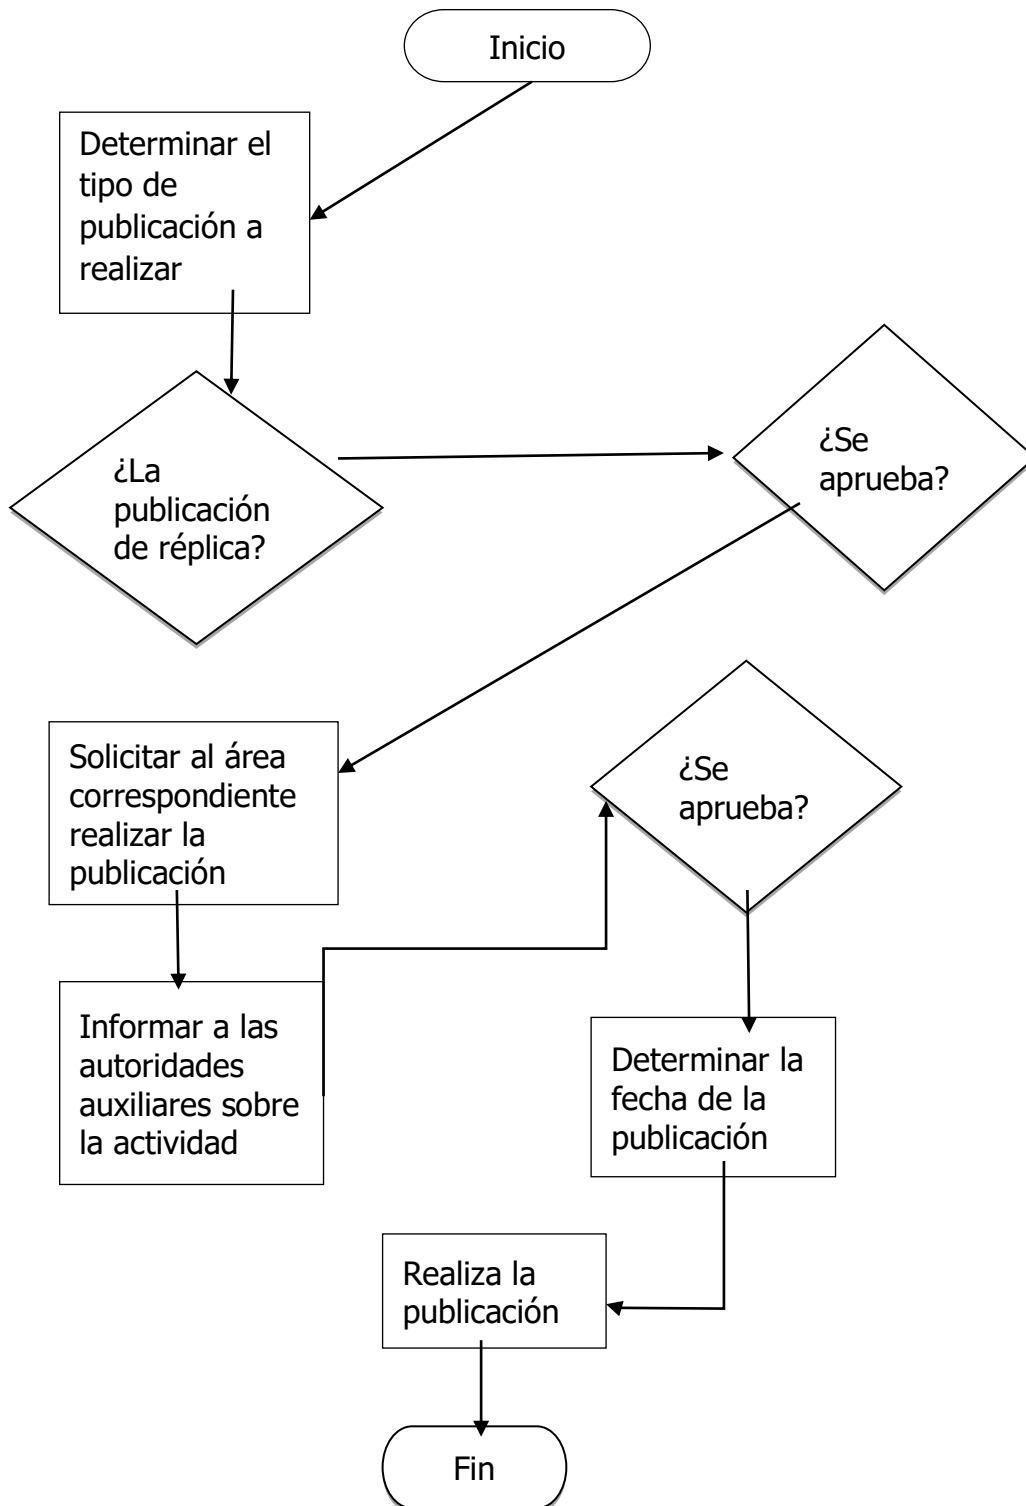 Inicio
Determinar el
tipo de
publicación a
realizar
¿La
publicación
de réplica?
¿Se
aprueba?
Solicitar al área
correspondiente
realizar la
publicación
¿Se
aprueba?
Informar a las
autoridades
auxiliares sobre
la actividad
Determinar la
fecha de la
publicación
Realiza la
publicación
Fin